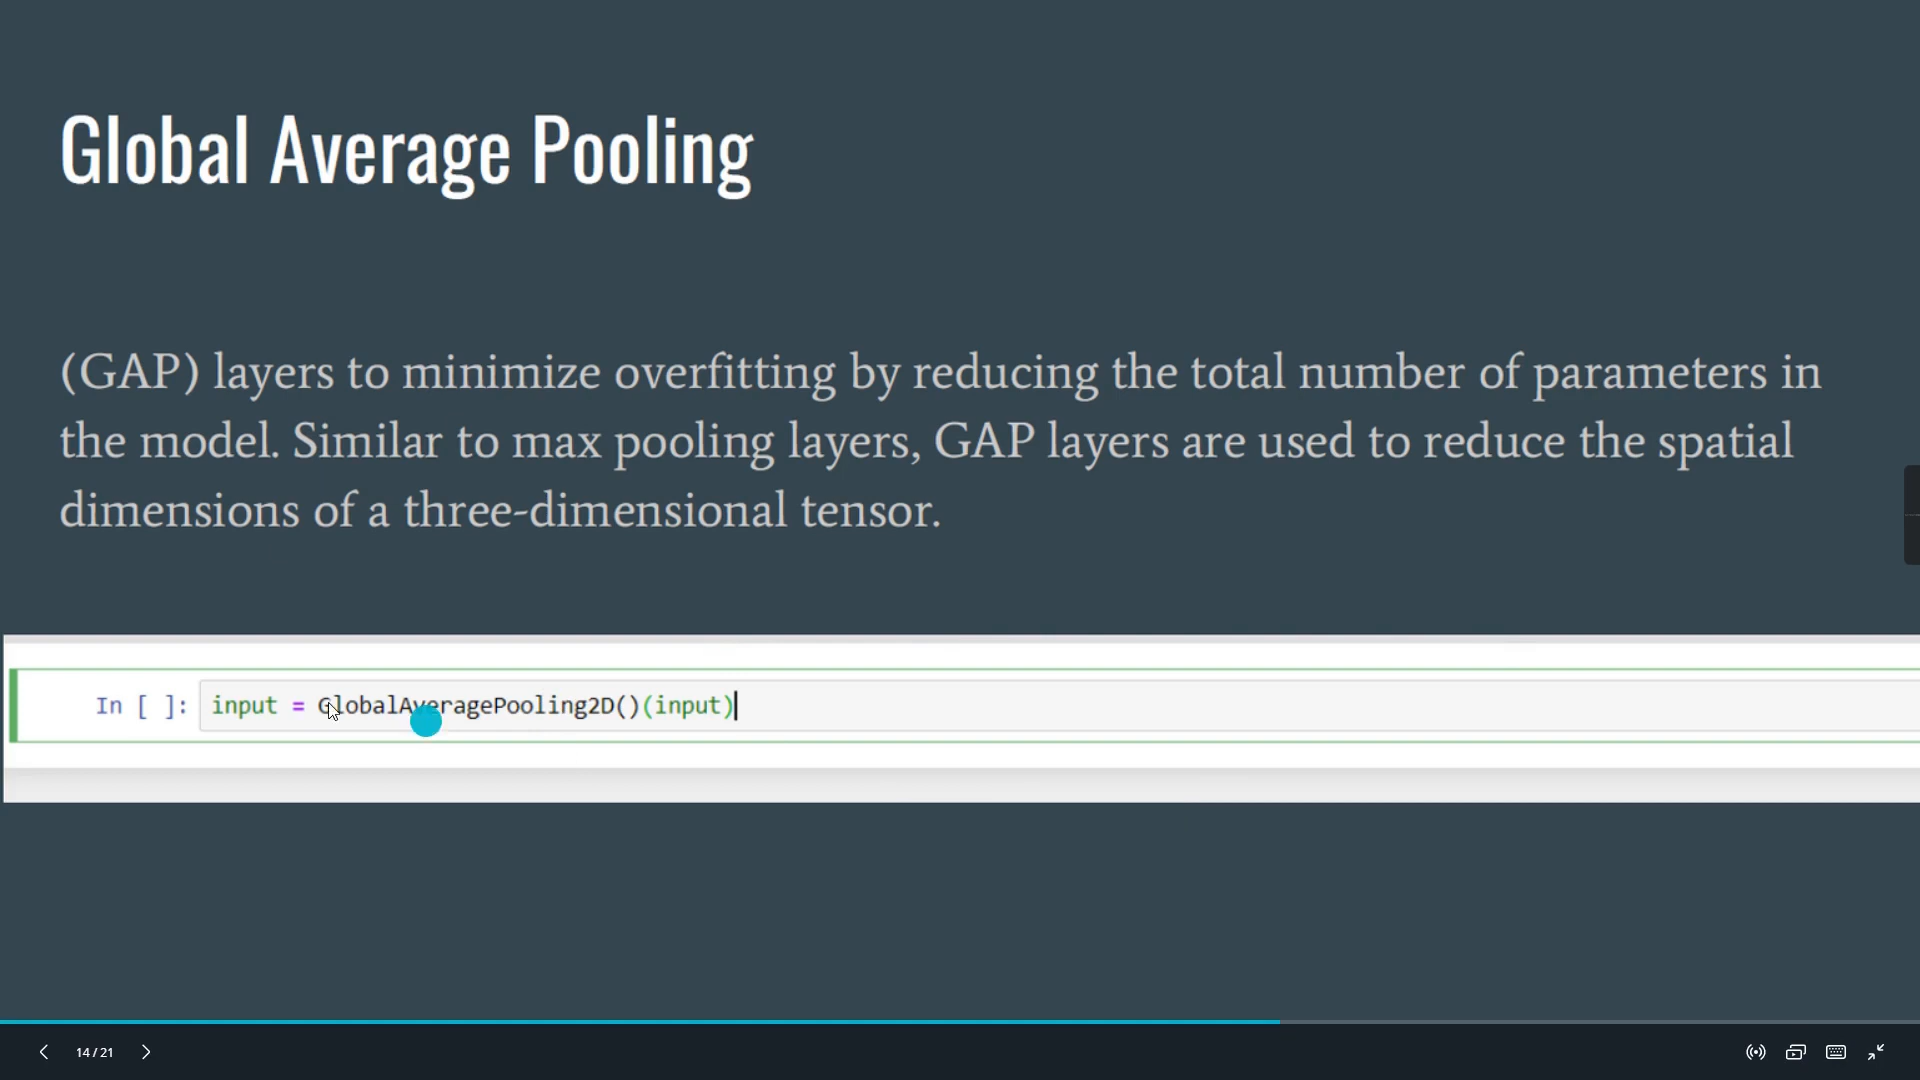 Global Average Pooling
(GAP) layers to minimize overfitting by reducing the total number of parameters in
the model. Similar to max pooling layers, GAP layers are used to reduce the spatial
dimensions of a three-dimensional tensor.
In [ ]: input = GlobalAveragePooling2D()(input)
14 / 21